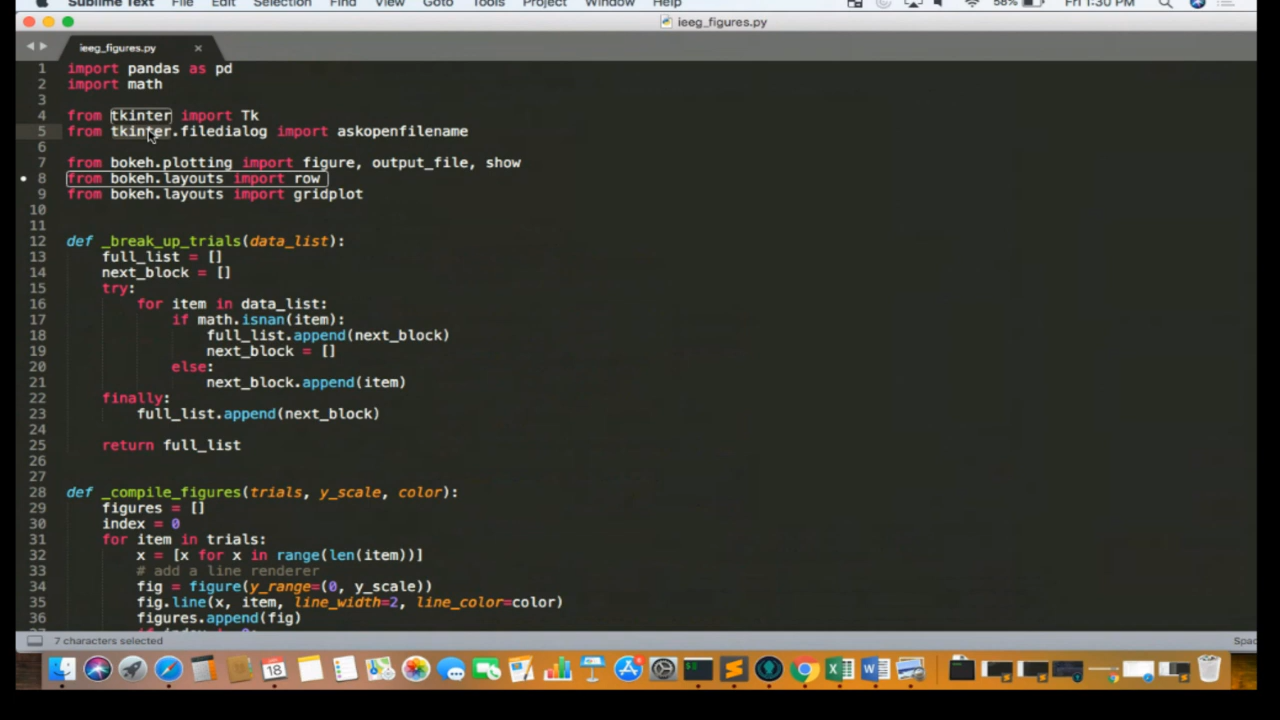 Sublime Text File Edit Selection Find View Goto Tools Project Window Help 58% Fri 1:30 PM
ieeg_figures.py
ieeg_figures.py ×
1 import pandas as pd
2 import math
3
4 from tkinter import Tk
5 from tkinter.filedialog import askopenfilename
6
7 from bokeh.plotting import figure, output_file, show
8 from bokeh.layouts import row
9 from bokeh.layouts import gridplot
10
11
12 def _break_up_trials(data_list):
13 full_list = []
14 next_block = []
15 try:
16 for item in data_list:
17 if math.isnan(item):
18 full_list.append(next_block)
19 next_block = []
20 else:
21 next_block.append(item)
22 finally:
23 full_list.append(next_block)
24
25 return full_list
26
27
28 def _compile_figures(trials, y_scale, color):
29 figures = []
30 index = 0
31 for item in trials:
32 x = [x for x in range(len(item))]
33 # add a line renderer
34 fig = figure(y_range=(0, y_scale))
35 fig.line(x, item, line_width=2, line_color=color)
36 figures.append(fig)
7 characters selected
Spac
18